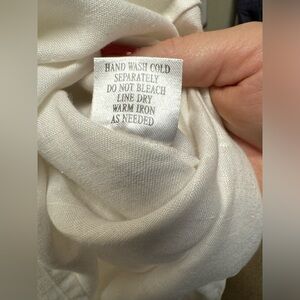 HAND WASH COLD
SEPARATELY
DO NOT BLEACH
LINE DRY
WARM IRON
AS NEEDED